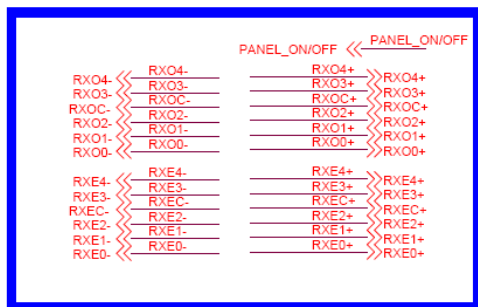 PANEL_ON/OFF PANEL_ON/OFF
RXO4- RXO4- RXO4+ RXO4+
RXO3- RXO3- RXO3+ RXO3+
RXOC- RXOC- RXOC+ RXOC+
RXO2- RXO2- RXO2+ RXO2+
RXO1- RXO1- RXO1+ RXO1+
RXO0- RXO0- RXO0+ RXO0+
RXE4- RXE4- RXE4+ RXE4+
RXE3- RXE3- RXE3+ RXE3+
RXEC- RXEC- RXEC+ RXEC+
RXE2- RXE2- RXE2+ RXE2+
RXE1- RXE1- RXE1+ RXE1+
RXE0- RXE0- RXE0+ RXE0+